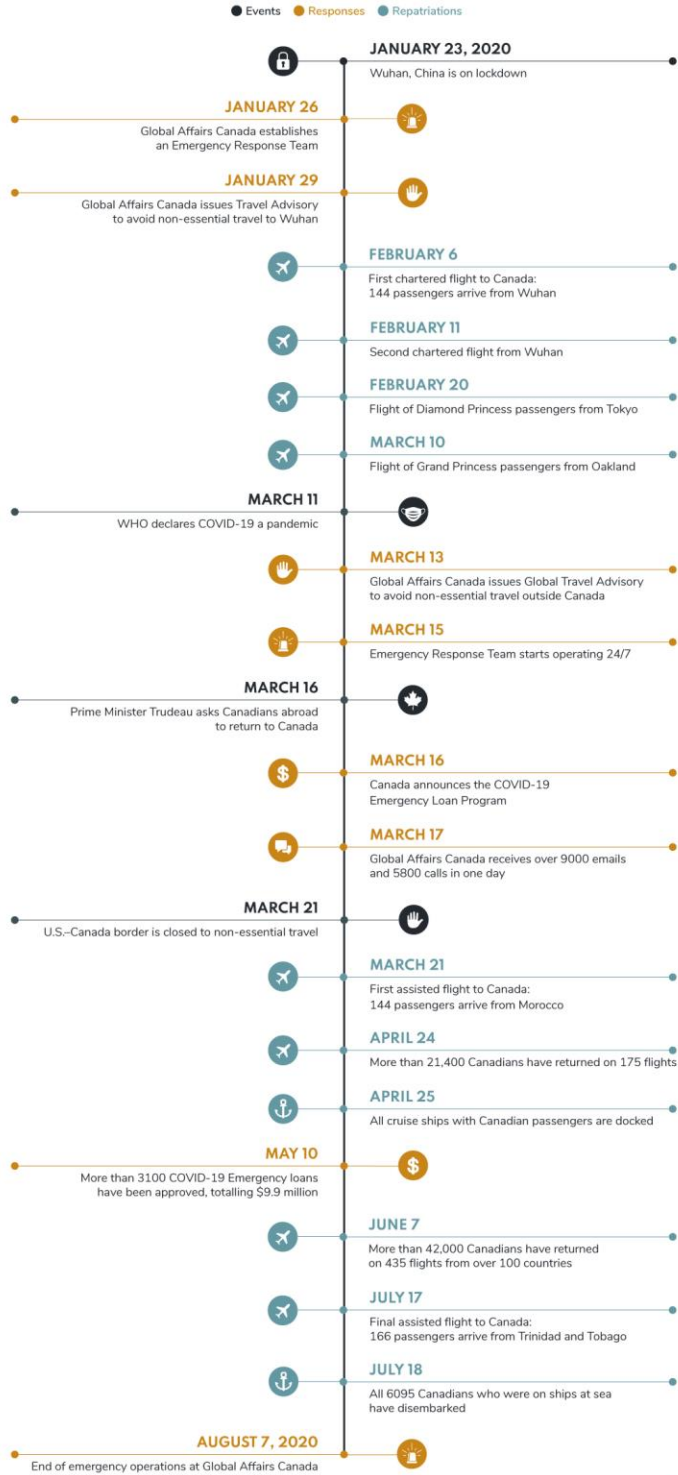 Events Responses Repatriations
JANUARY 23, 2020
Wuhan, China is on lockdown
JANUARY 26
Global Affairs Canada establishes
an Emergency Response Team
JANUARY 29
Global Affairs Canada issues Travel Advisory
to avoid non-essential travel to Wuhan
FEBRUARY 6
First chartered flight to Canada:
144 passengers arrive from Wuhan
FEBRUARY 11
Second chartered flight from Wuhan
FEBRUARY 20
Flight of Diamond Princess passengers from Tokyo
MARCH 10
Flight of Grand Princess passengers from Oakland
MARCH 11
WHO declares COVID-19 a pandemic
MARCH 13
Global Affairs Canada issues Global Travel Advisory
to avoid non-essential travel outside Canada
MARCH 15
Emergency Response Team starts operating 24/7
MARCH 16
Prime Minister Trudeau asks Canadians abroad
to return to Canada
$
MARCH 16
Canada announces the COVID-19
Emergency Loan Program
MARCH 17
Global Affairs Canada receives over 9000 emails
and 5800 calls in one day
MARCH 21
U.S.–Canada border is closed to non-essential travel
MARCH 21
First assisted flight to Canada:
144 passengers arrive from Morocco
APRIL 24
More than 21,400 Canadians have returned on 175 flights
APRIL 25
All cruise ships with Canadian passengers are docked
MAY 10
More than 3100 COVID-19 Emergency loans
have been approved, totalling $9.9 million
$
JUNE 7
More than 42,000 Canadians have returned
on 435 flights from over 100 countries
JULY 17
Final assisted flight to Canada:
166 passengers arrive from Trinidad and Tobago
JULY 18
All 6095 Canadians who were on ships at sea
have disembarked
AUGUST 7, 2020
End of emergency operations at Global Affairs Canada